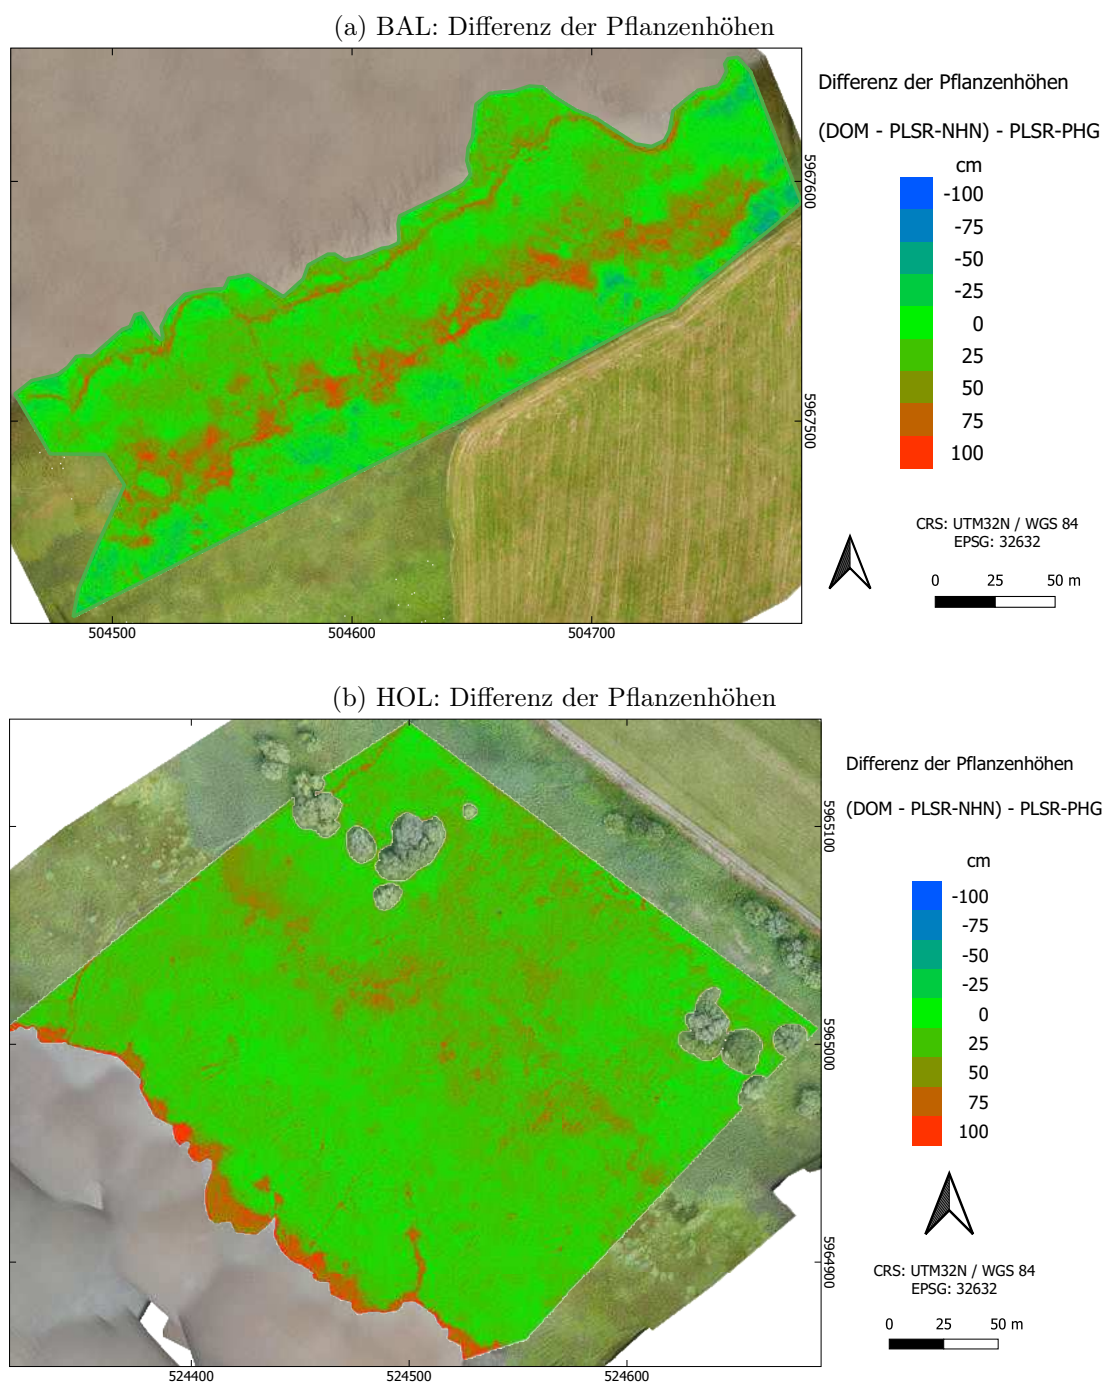 (a) BAL: Differenz der Pflanzenhöhen
Differenz der Pflanzenhöhen
(DOM - PLSR-NHN) - PLSR-PHG
cm
-100
-75
-50
-25
0
25
50
75
100
5967600
5967500
CRS: UTM32N / WGS 84
EPSG: 32632
0 25 50 m
504500 504600 504700
(b) HOL: Differenz der Pflanzenhöhen
Differenz der Pflanzenhöhen
(DOM - PLSR-NHN) - PLSR-PHG
cm
-100
-75
-50
-25
0
25
50
75
100
5965100
5965000
5964900
CRS: UTM32N / WGS 84
EPSG: 32632
0 25 50 m
524400 524500 524600